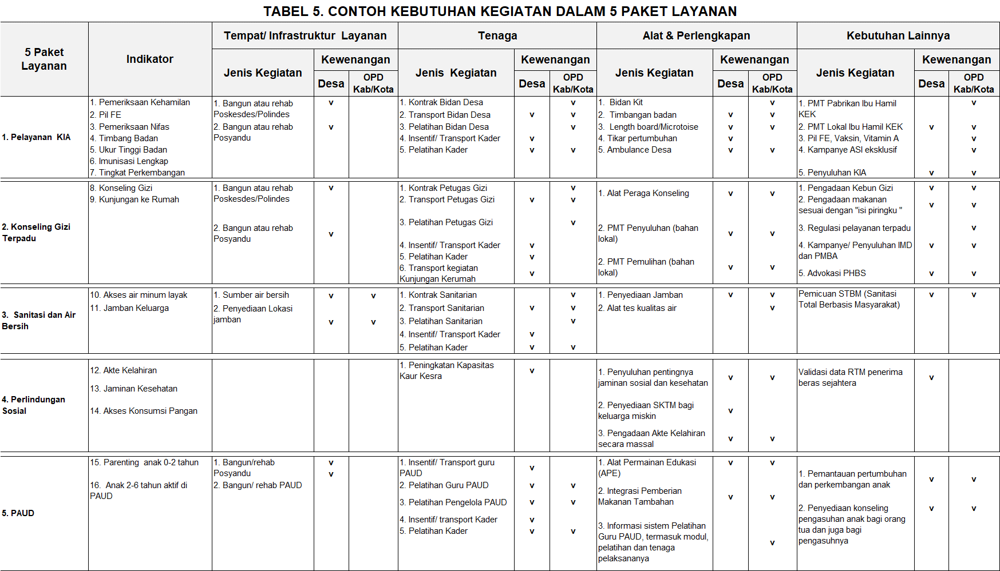 TABEL 5. CONTOH KEBUTUHAN KEGIATAN DALAM 5 PAKET LAYANAN
5 Paket Layanan
Indikator
Tempat/ Infrastruktur Layanan
Tenaga
Alat & Perlengkapan
Kebutuhan Lainnya
Jenis Kegiatan
Kewenangan
Desa
OPD Kab/Kota
Jenis Kegiatan
Kewenangan
Desa
OPD Kab/Kota
Jenis Kegiatan
Kewenangan
Desa
OPD Kab/Kota
Jenis Kegiatan
Kewenangan
Desa
OPD Kab/Kota
1. Pelayanan KIA
1. Pemeriksaan Kehamilan
2. Pil FE
3. Pemeriksaan Nifas
4. Timbang Badan
5. Ukur Tinggi Badan
6. Imunisasi Lengkap
7. Tingkat Perkembangan
1. Bangun atau rehab v
Poskesdes/Polindes
2. Bangun atau rehab v
Posyandu
1. Kontrak Bidan Desa v
2. Transport Bidan Desa v v
3. Pelatihan Bidan Desa v
4. Insentif/ Transport Kader v
5. Pelatihan Kader v v
1. Bidan Kit v
2. Timbangan badan v v
3. Length board/Microtoise v v
4. Tikar pertumbuhan v
5. Ambulance Desa v v
1. PMT Pabrikan Ibu Hamil v
KEK
2. PMT Lokal Ibu Hamil KEK v v
3. Pil FE, Vaksin, Vitamin A v
4. Kampanye ASI eksklusif v
5. Penyuluhan KIA v v
2. Konseling Gizi
Terpadu
8. Konseling Gizi
9. Kunjungan ke Rumah
1. Bangun atau rehab v
Poskesdes/Polindes
2. Bangun atau rehab
Posyandu v
1. Kontrak Petugas Gizi v
2. Transport Petugas Gizi v v
3. Pelatihan Petugas Gizi v
4. Insentif/ Transport Kader v
5. Pelatihan Kader v
6. Transport kegiatan
Kunjungan Kerumah v
1. Alat Peraga Konseling v v
2. PMT Penyuluhan (bahan
lokal) v v
2. PMT Pemulihan (bahan
lokal) v v
1. Pengadaan Kebun Gizi v v
2. Pengadaan makanan
sesuai dengan "isi piringku " v v
3. Regulasi pelayanan terpadu v
4. Kampanye/ Penyuluhan IMD v v
dan PMBA
5. Advokasi PHBS v v
3. Sanitasi dan Air
Bersih
10. Akses air minum layak
11. Jamban Keluarga
1. Sumber air bersih v v
2. Penyediaan Lokasi
jamban v v
1. Kontrak Sanitarian v
2. Transport Sanitarian v v
3. Pelatihan Sanitarian v
4. Insentif/ Transport Kader v
5. Pelatihan Kader v v
1. Penyediaan Jamban v v
2. Alat tes kualitas air v
Pemicuan STBM (Sanitasi v v
Total Berbasis Masyarakat)
4. Perlindungan
Sosial
12. Akte Kelahiran
13. Jaminan Kesehatan
14. Akses Konsumsi Pangan
1. Peningkatan Kapasitas
Kaur Kesra v
1. Penyuluhan pentingnya
jaminan sosial dan kesehatan v v
2. Penyediaan SKTM bagi
keluarga miskin v
3. Pengadaan Akte Kelahiran
secara massal v v
Validasi data RTM penerima
beras sejahtera v
5. PAUD
15. Parenting anak 0-2 tahun
16. Anak 2-6 tahun aktif di
PAUD
1. Bangun/rehab v
Posyandu v
2. Bangun/ rehab PAUD
1. Insentif/ Transport guru
PAUD v
2. Pelatihan Guru PAUD v v
3. Pelatihan Pengelola PAUD v v
4. Insentif/ transport Kader v
5. Pelatihan Kader v v
1. Alat Permainan Edukasi v v
(APE)
2. Integrasi Pemberian
Makanan Tambahan v v
3. Informasi sistem Pelatihan
Guru PAUD, termasuk modul,
pelatihan dan tenaga v
pelaksananya
1. Pemantauan pertumbuhan
dan perkembangan anak v v
2. Penyediaan konseling v v
pengasuhan anak bagi orang
tua dan juga bagi
pengasuhnya